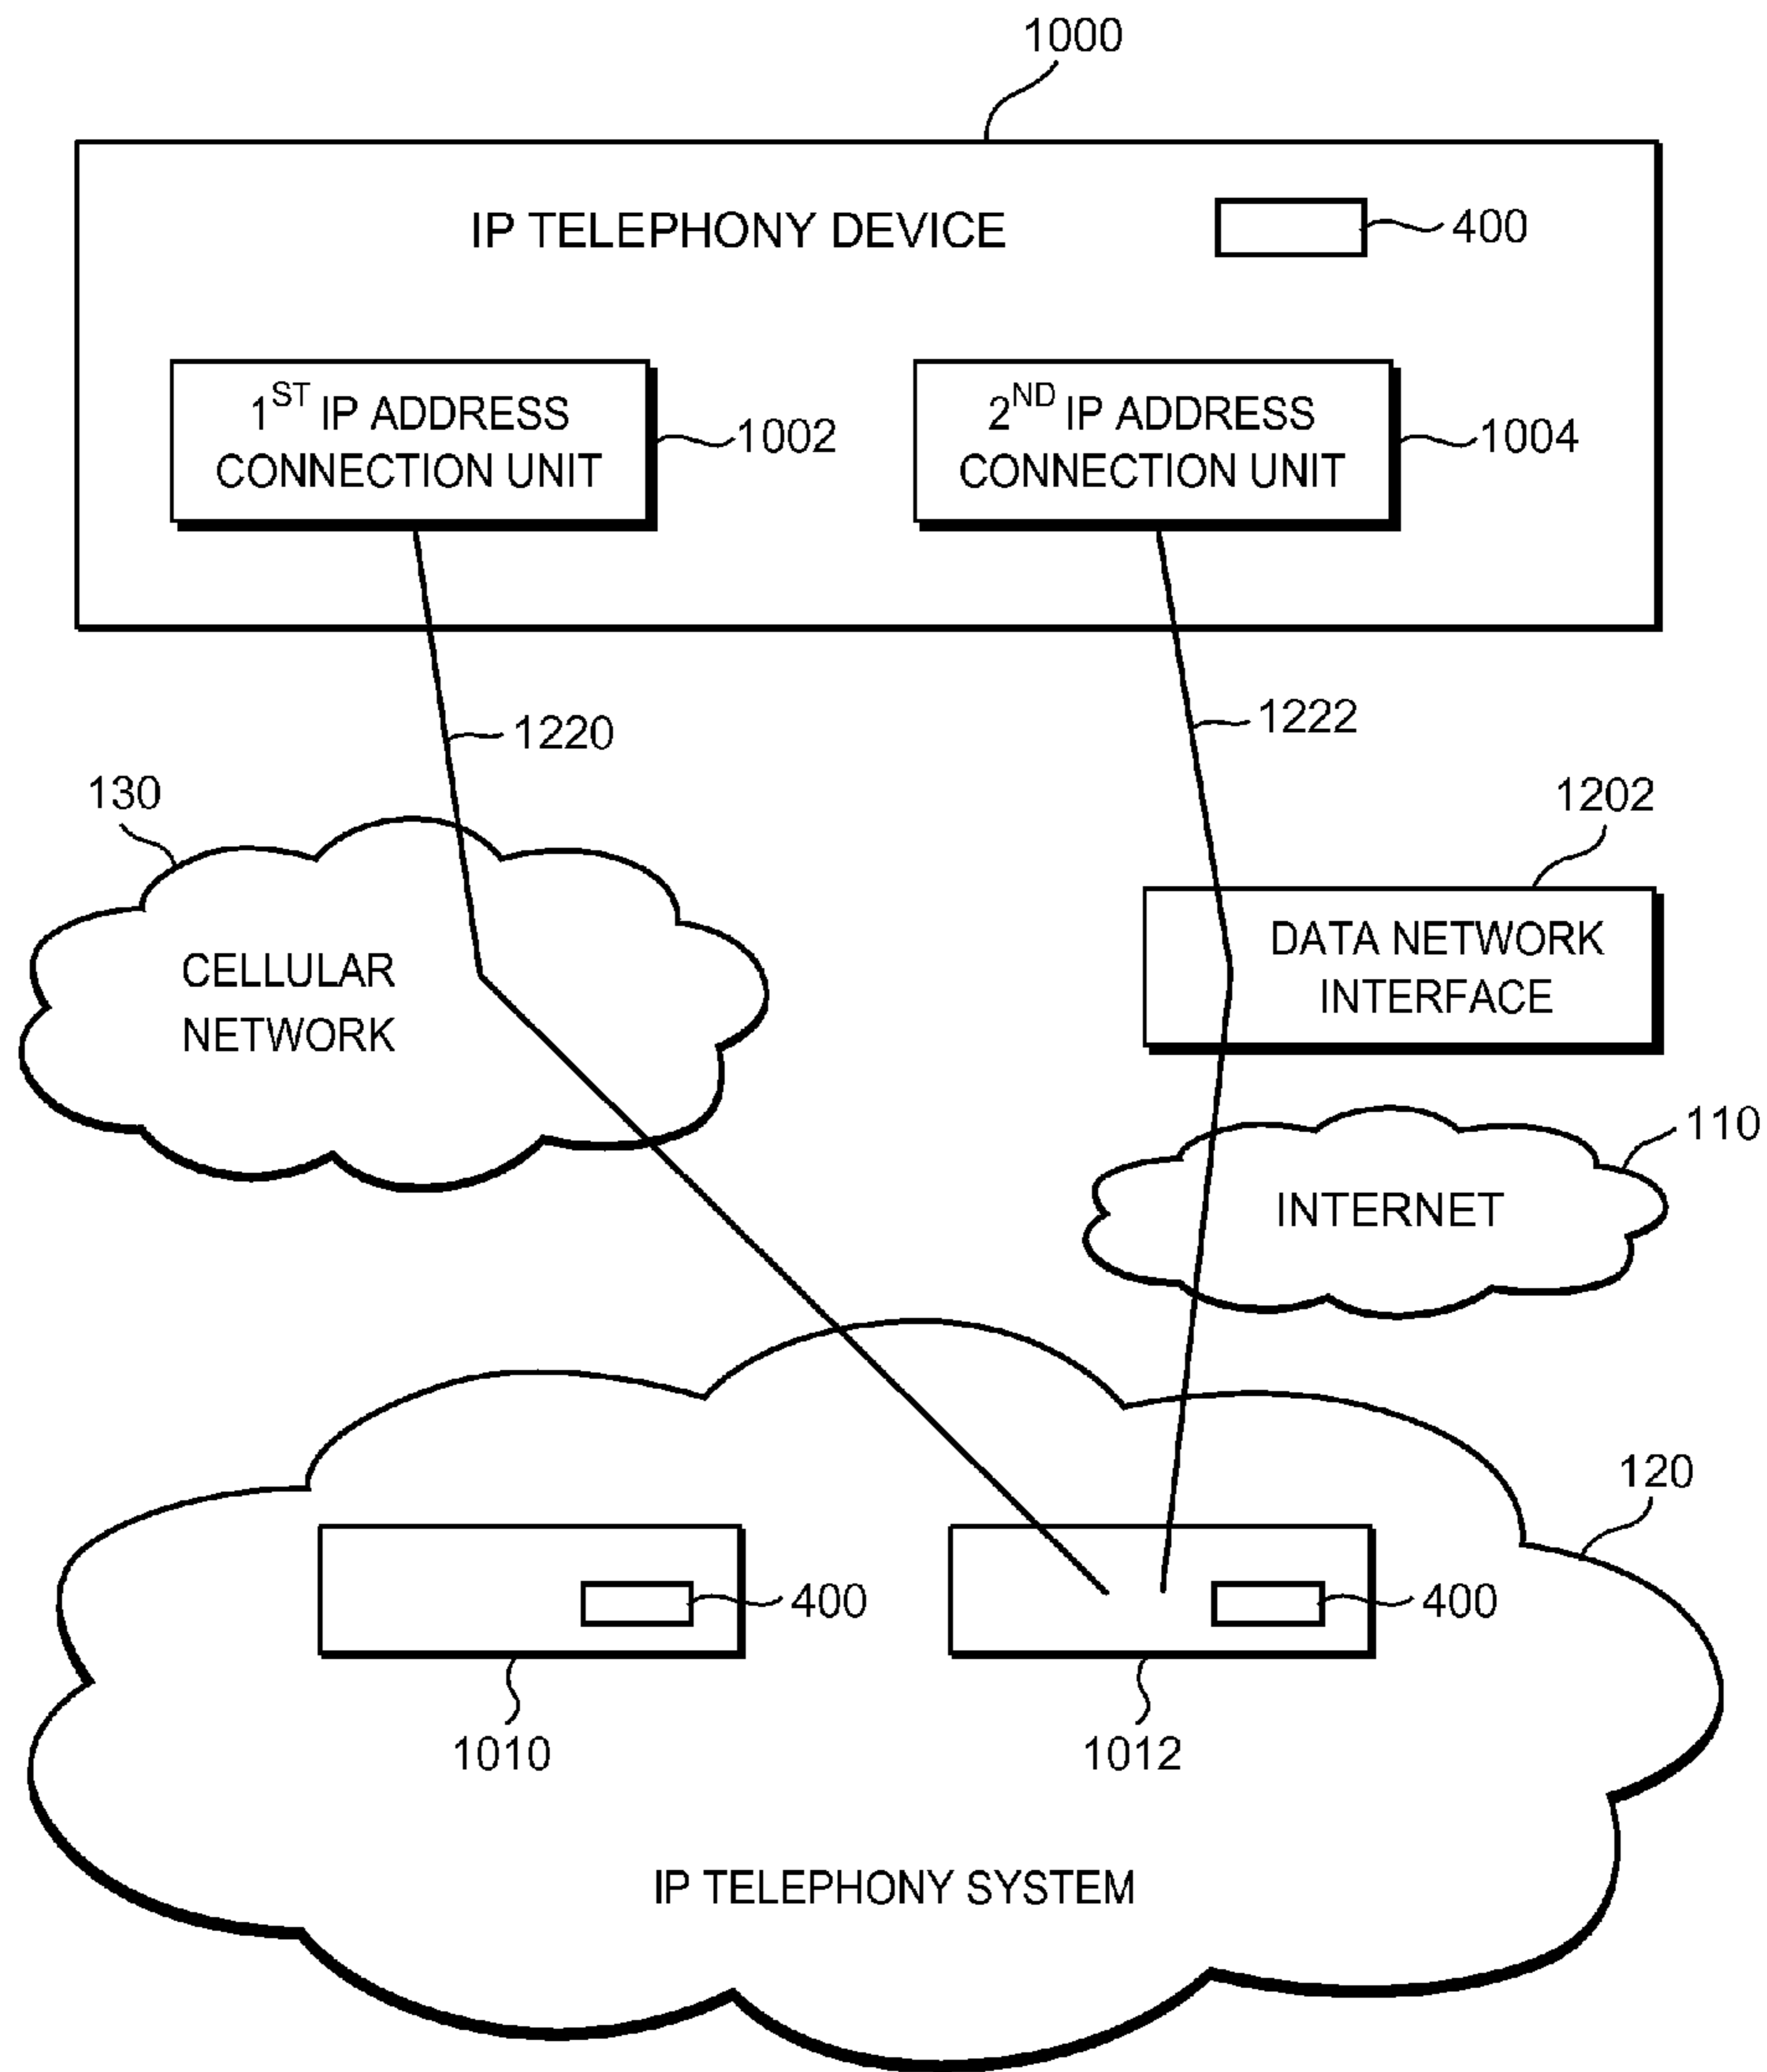 1000
IP TELEPHONY DEVICE
400
1ST IP ADDRESS
CONNECTION UNIT
1002
2ND IP ADDRESS
CONNECTION UNIT
1004
1220
1222
130
1202
CELLULAR
NETWORK
DATA NETWORK
INTERFACE
110
INTERNET
120
400
400
1010
1012
IP TELEPHONY SYSTEM